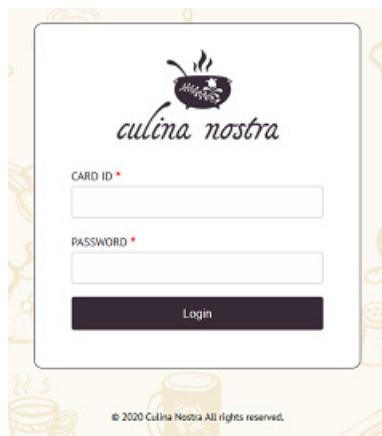 culina nostra
CARD ID *
PASSWORD *
Login
© 2020 Culina Nostra All rights reserved.